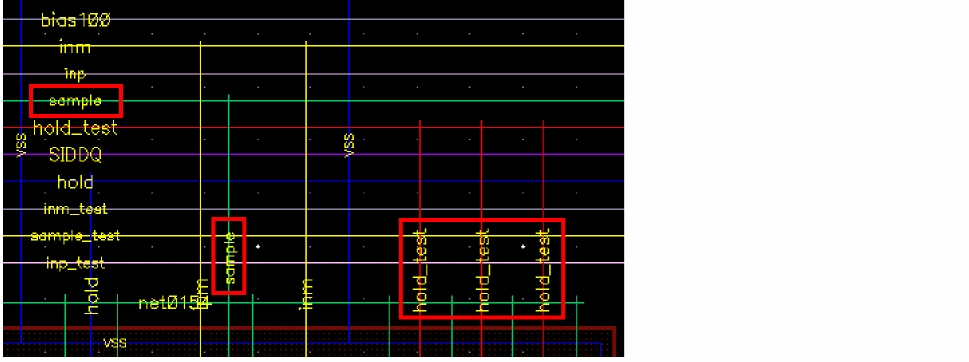 bias100
inm
inp
sample
hold_test
VSS
VSS
SIDDQ
hold
inm_test
sample_test
inp_test
hold
net0154
inm
sample
inm
hold_test
hold_test
hold_test
VSS